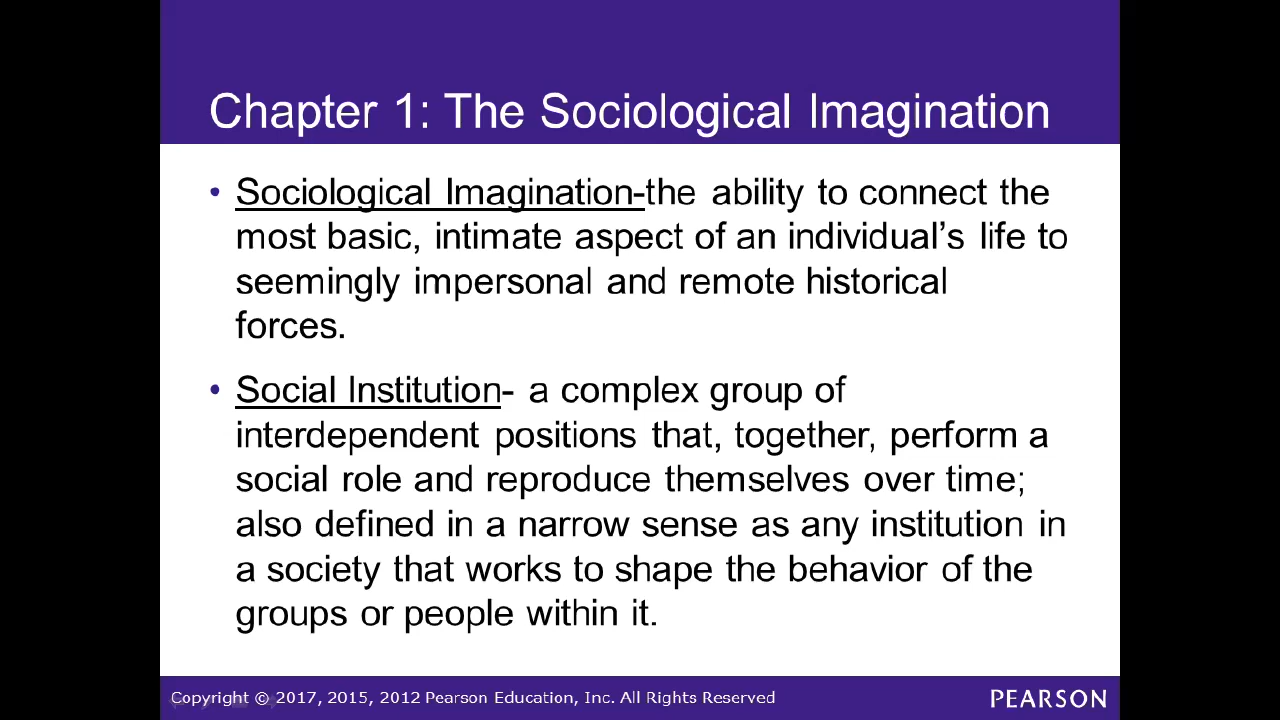 Chapter 1: The Sociological Imagination
• Sociological Imagination-the ability to connect the
most basic, intimate aspect of an individual’s life to
seemingly impersonal and remote historical
forces.
• Social Institution- a complex group of
interdependent positions that, together, perform a
social role and reproduce themselves over time;
also defined in a narrow sense as any institution in
a society that works to shape the behavior of the
groups or people within it.
Copyright © 2017, 2015, 2012 Pearson Education, Inc. All Rights Reserved
PEARSON